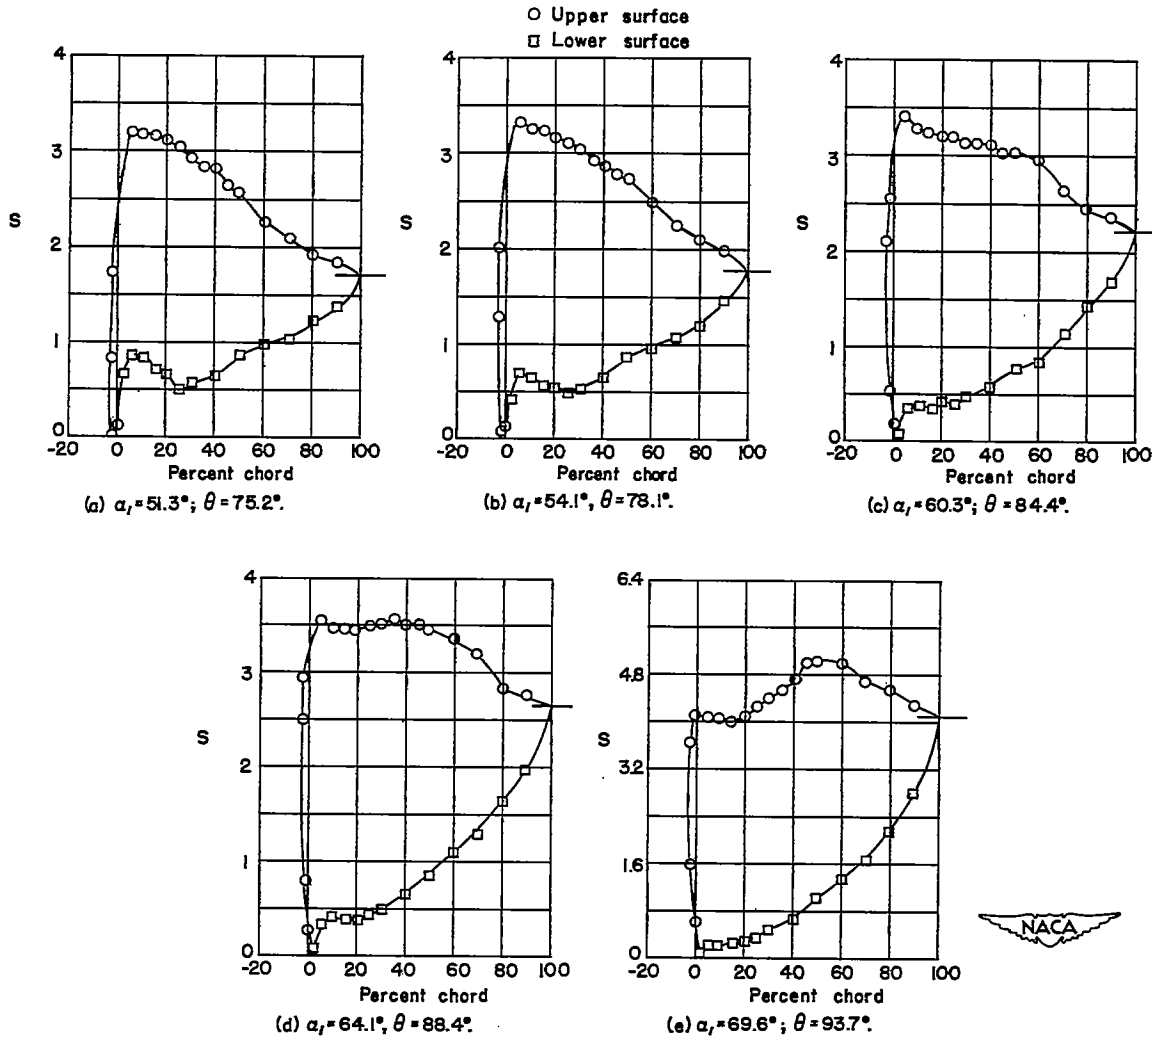 Upper surface
Lower surface
4
3
2
1
0
S
-20 0 20 40 60 80 100
Percent chord
(a) α₁=51.3°; θ=75.2°.
4
3
2
1
0
S
-20 0 20 40 60 80 100
Percent chord
(b) α₁=54.1°, θ=78.1°.
4
3
2
1
0
S
-20 0 20 40 60 80 100
Percent chord
(c) α₁=60.3°; θ=84.4°.
4
3
2
1
0
S
-20 0 20 40 60 80 100
Percent chord
(d) α₁=64.1°, θ=88.4°.
6.4
4.8
3.2
1.6
0
S
-20 0 20 40 60 80 100
Percent chord
(e) α₁=69.6°; θ=93.7°.
NACA